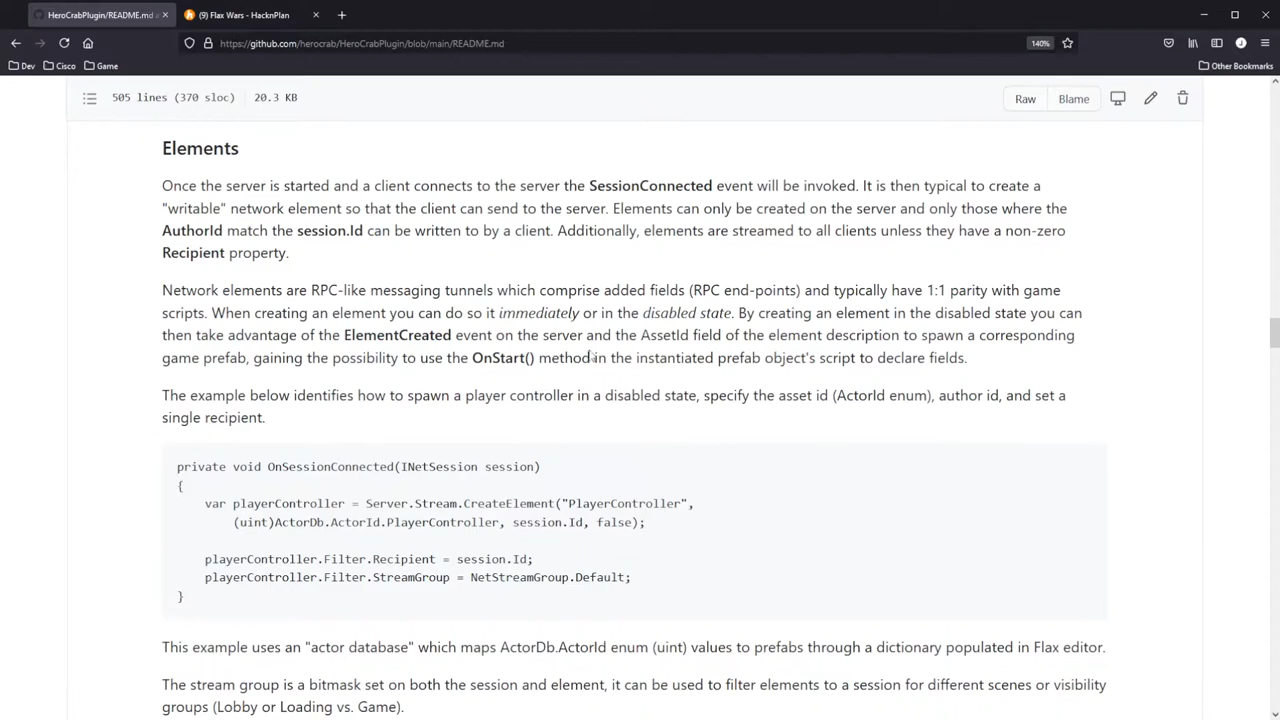 HeroCrabPlugin/README.md at
(9) Flax Wars - HacknPlan
https://github.com/herocrab/HeroCrabPlugin/blob/main/README.md
140%
Dev
Cisco
Game
Other Bookmarks
505 lines (370 sloc)
20.3 KB
Raw
Blame
Elements
Once the server is started and a client connects to the server the SessionConnected event will be invoked. It is then typical to create a
"writable" network element so that the client can send to the server. Elements can only be created on the server and only those where the
AuthorId match the session.Id can be written to by a client. Additionally, elements are streamed to all clients unless they have a non-zero
Recipient property.
Network elements are RPC-like messaging tunnels which comprise added fields (RPC end-points) and typically have 1:1 parity with game
scripts. When creating an element you can do so it immediately or in the disabled state. By creating an element in the disabled state you can
then take advantage of the ElementCreated event on the server and the AssetId field of the element description to spawn a corresponding
game prefab, gaining the possibility to use the OnStart() method in the instantiated prefab object's script to declare fields.
The example below identifies how to spawn a player controller in a disabled state, specify the asset id (ActorId enum), author id, and set a
single recipient.
private void OnSessionConnected(INetSession session)
{
var playerController = Server.Stream.CreateElement("PlayerController",
(uint)ActorDb.ActorId.PlayerController, session.Id, false);
playerController.Filter.Recipient = session.Id;
playerController.Filter.StreamGroup = NetStreamGroup.Default;
}
This example uses an "actor database" which maps ActorDb.ActorId enum (uint) values to prefabs through a dictionary populated in Flax editor.
The stream group is a bitmask set on both the session and element, it can be used to filter elements to a session for different scenes or visibility
groups (Lobby or Loading vs. Game).